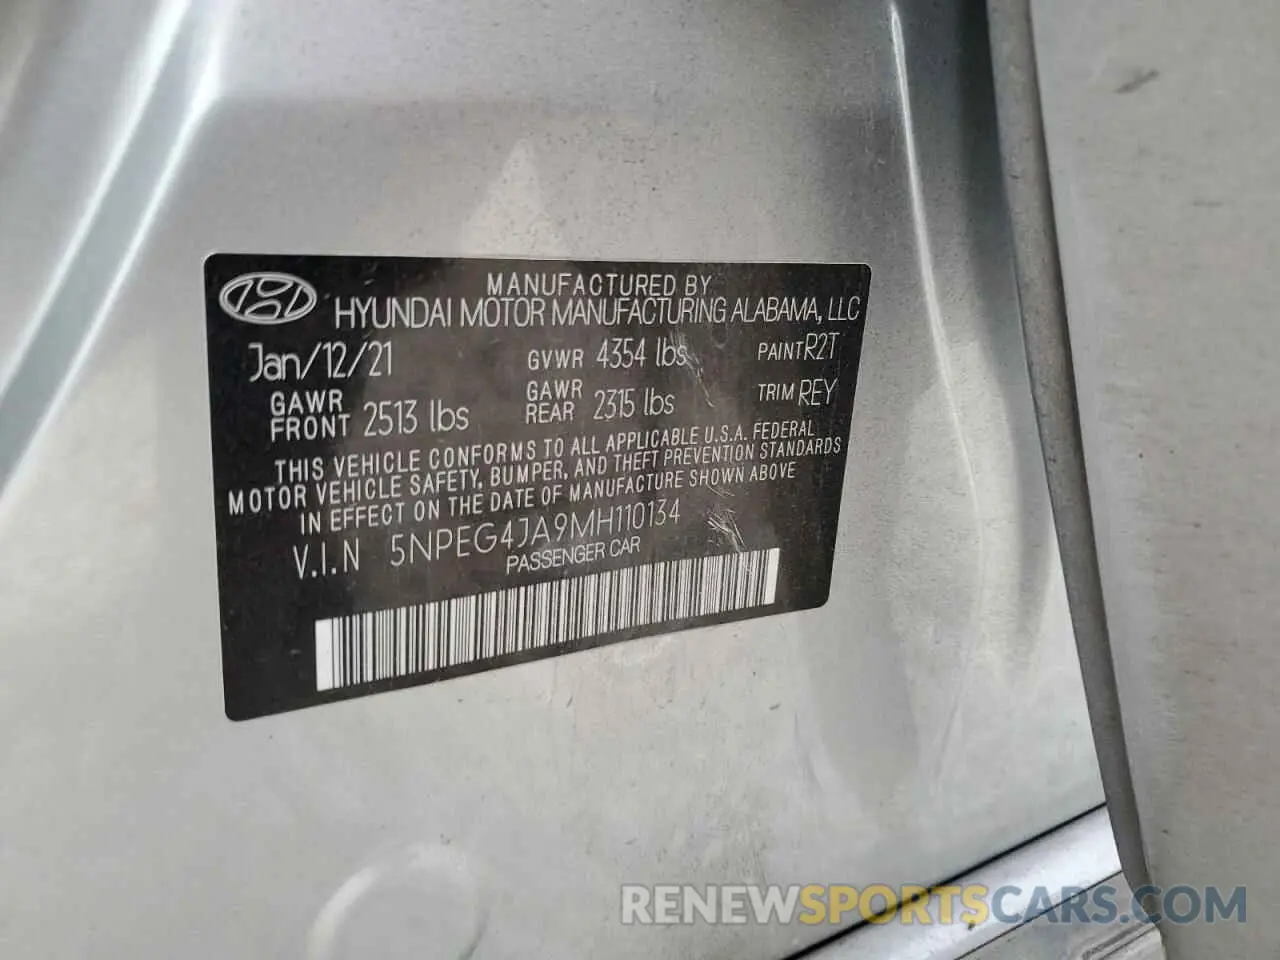 MANUFACTURED BY
HYUNDAI MOTOR MANUFACTURING ALABAMA, LLC
Jan/12/21 GVWR 4354 lbs PAINT R2T
GAWR FRONT 2513 lbs GAWR REAR 2315 lbs TRIM REY
THIS VEHICLE CONFORMS TO ALL APPLICABLE U.S.A. FEDERAL
MOTOR VEHICLE SAFETY, BUMPER, AND THEFT PREVENTION STANDARDS
IN EFFECT ON THE DATE OF MANUFACTURE SHOWN ABOVE
V.I.N 5NPEG4JA9MH110134
PASSENGER CAR
RENEWSPORTSCARS.COM